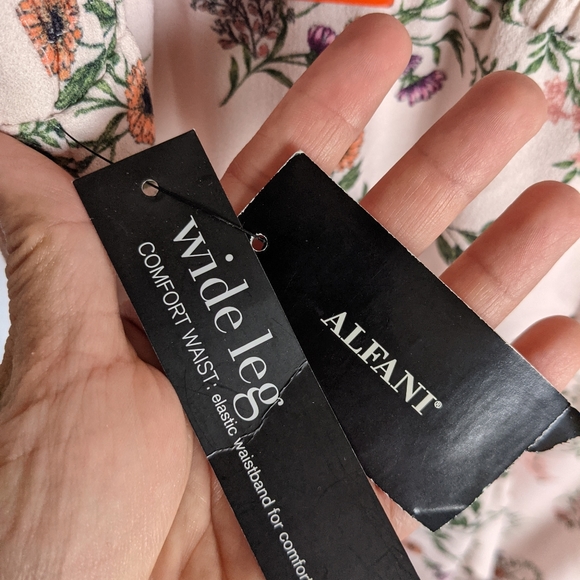 wide leg
COMFORT WAIST: elastic waistband for comfort
ALFANI®